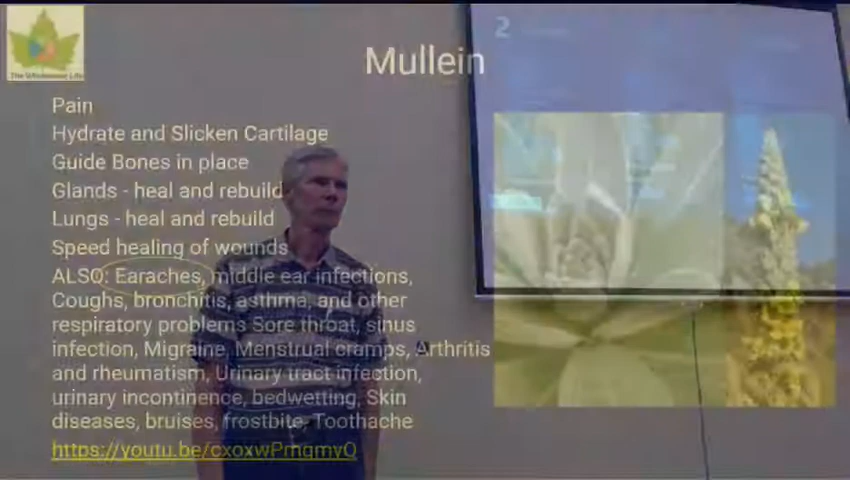 The Wholesome Life
2
Mullein
Pain
Hydrate and Slicken Cartilage
Guide Bones in place
Glands - heal and rebuild
Lungs - heal and rebuild
Speed healing of wounds
ALSO: Earaches, middle ear infections,
Coughs, bronchitis, asthma, and other
respiratory problems Sore throat, sinus
infection, Migraine, Menstrual cramps, Arthritis
and rheumatism, Urinary tract infection,
urinary incontinence, bedwetting, Skin
diseases, bruises, frostbite, Toothache
https://youtu.be/cxoxwPmgmyQ